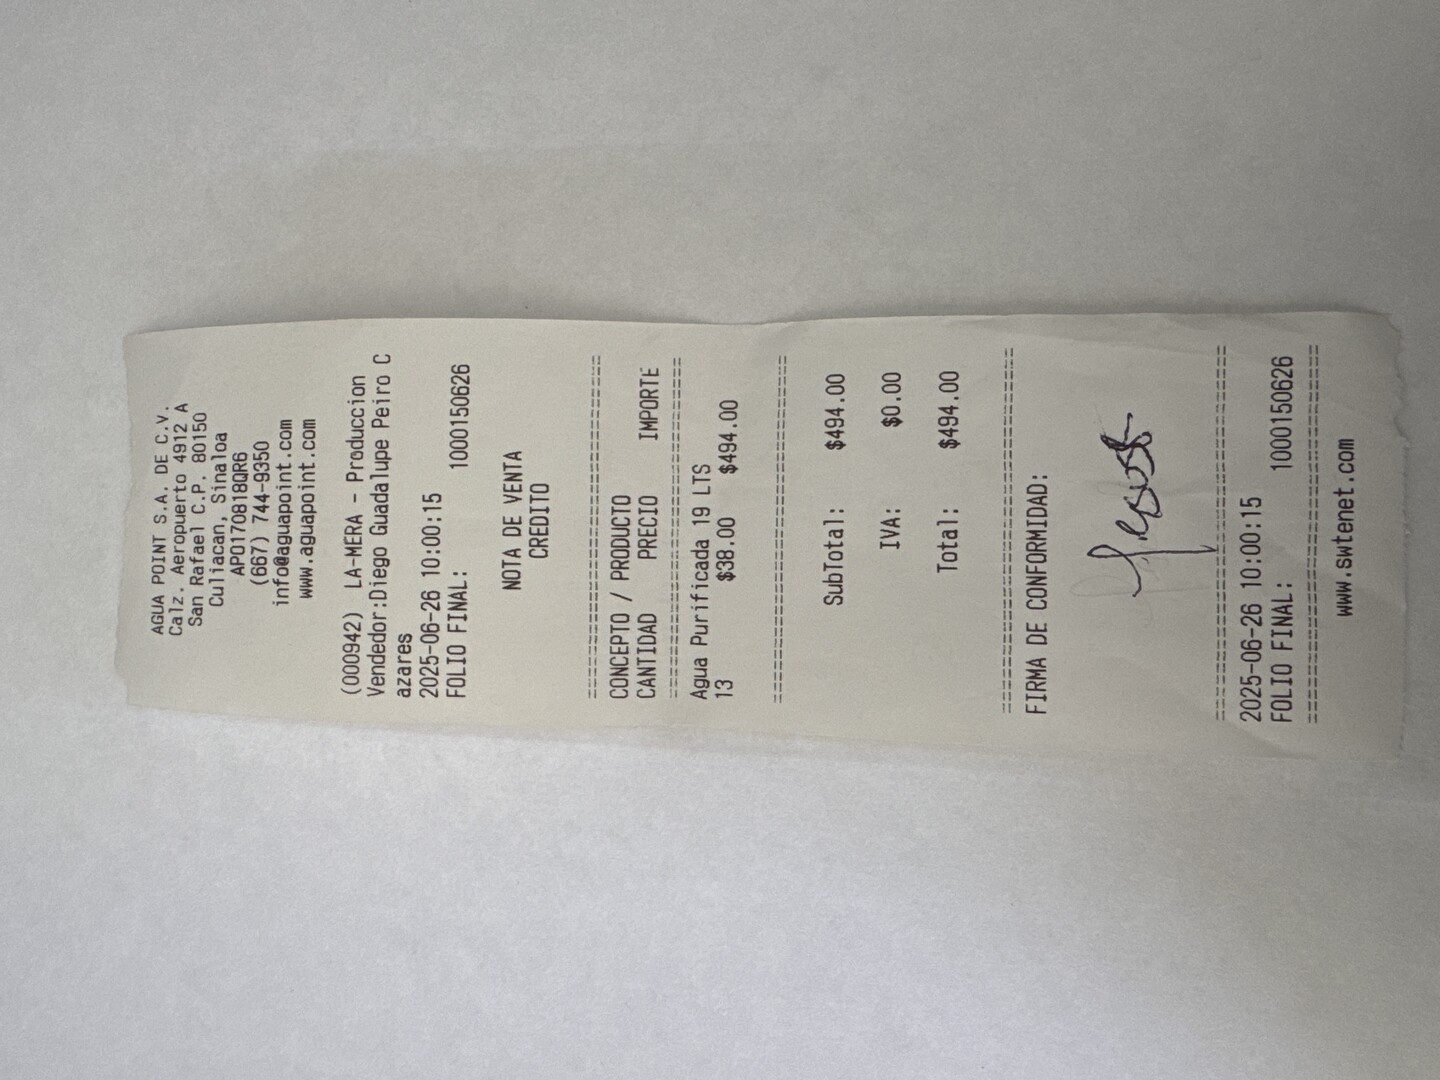 AGUA POINT S.A. DE C.V.
Calz. Aeropuerto 4912 A
San Rafael C.P. 80150
Culiacan, Sinaloa
APO170818QR6
(667) 744-9350
info@aguapoint.com
www.aguapoint.com
(000942) LA-MERA - Produccion
Vendedor:Diego Guadalupe Peiro C
azares
2025-06-26 10:00:15
FOLIO FINAL: 1000150626
NOTA DE VENTA
CREDITO
================================
CONCEPTO / PRODUCTO
CANTIDAD PRECIO IMPORTE
================================
Agua Purificada 19 LTS
13 $38.00 $494.00
================================
SubTotal: $494.00
IVA: $0.00
Total: $494.00
================================
FIRMA DE CONFORMIDAD:
================================
2025-06-26 10:00:15
FOLIO FINAL: 1000150626
================================
www.swtenet.com